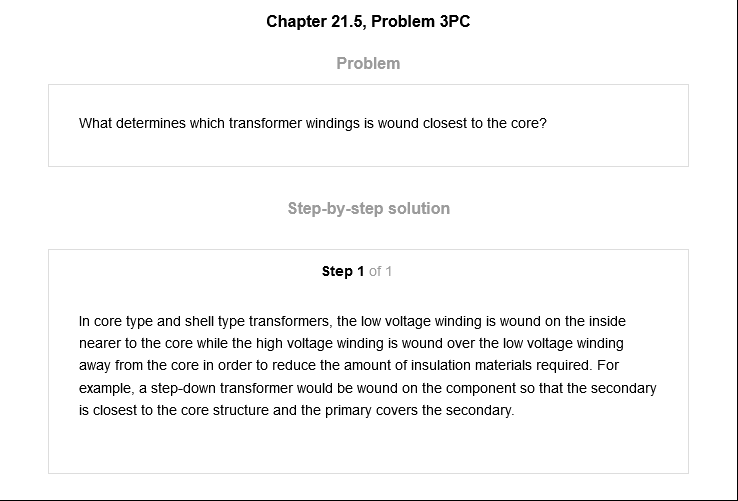 Chapter 21.5, Problem 3PC
Problem
What determines which transformer windings is wound closest to the core?
Step-by-step solution
Step 1 of 1
In core type and shell type transformers, the low voltage winding is wound on the inside
nearer to the core while the high voltage winding is wound over the low voltage winding
away from the core in order to reduce the amount of insulation materials required. For
example, a step-down transformer would be wound on the component so that the secondary
is closest to the core structure and the primary covers the secondary.